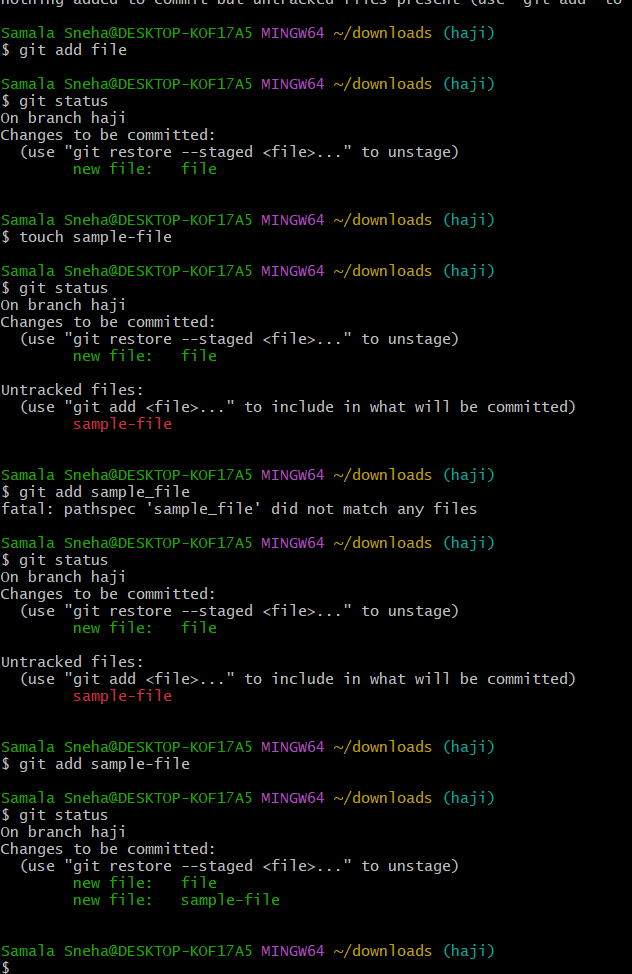 nothing added to commit but untracked files present (use "git add" to
Samala Sneha@DESKTOP-KOF17A5 MINGW64 ~/downloads (haji)
$ git add file
Samala Sneha@DESKTOP-KOF17A5 MINGW64 ~/downloads (haji)
$ git status
On branch haji
Changes to be committed:
  (use "git restore --staged <file>..." to unstage)
        new file:   file
Samala Sneha@DESKTOP-KOF17A5 MINGW64 ~/downloads (haji)
$ touch sample-file
Samala Sneha@DESKTOP-KOF17A5 MINGW64 ~/downloads (haji)
$ git status
On branch haji
Changes to be committed:
  (use "git restore --staged <file>..." to unstage)
        new file:   file
Untracked files:
  (use "git add <file>..." to include in what will be committed)
        sample-file
Samala Sneha@DESKTOP-KOF17A5 MINGW64 ~/downloads (haji)
$ git add sample_file
fatal: pathspec 'sample_file' did not match any files
Samala Sneha@DESKTOP-KOF17A5 MINGW64 ~/downloads (haji)
$ git status
On branch haji
Changes to be committed:
  (use "git restore --staged <file>..." to unstage)
        new file:   file
Untracked files:
  (use "git add <file>..." to include in what will be committed)
        sample-file
Samala Sneha@DESKTOP-KOF17A5 MINGW64 ~/downloads (haji)
$ git add sample-file
Samala Sneha@DESKTOP-KOF17A5 MINGW64 ~/downloads (haji)
$ git status
On branch haji
Changes to be committed:
  (use "git restore --staged <file>..." to unstage)
        new file:   file
        new file:   sample-file
Samala Sneha@DESKTOP-KOF17A5 MINGW64 ~/downloads (haji)
$